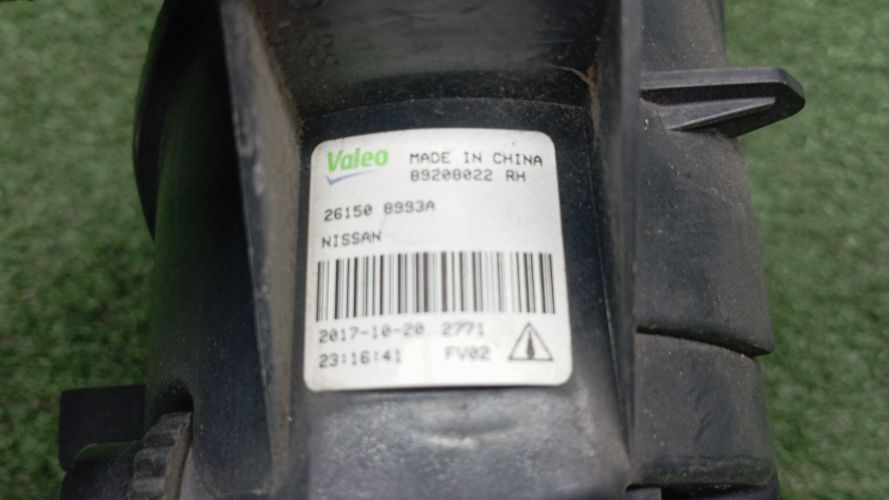 Valeo MADE IN CHINA
89208022 RH
26150 8993A
NISSAN
2017-10-20 2771
23:16:41 FV02